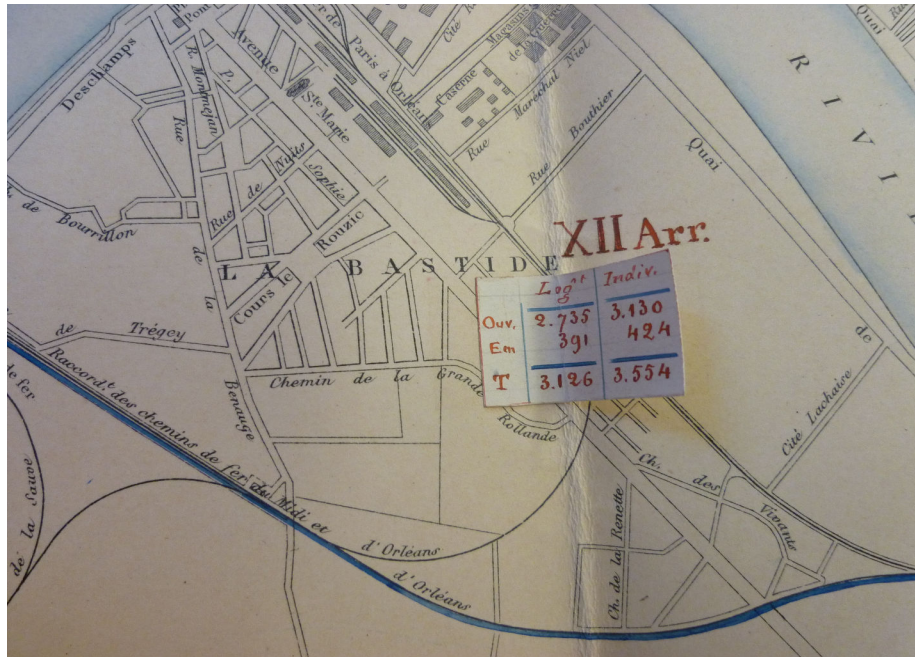 Pont
Deschamps
Avenue
R. Montméjan
P.
Rue
de
la
Benauge
Ste Marie
Paris à Orléans
Cité
Magasins
de la
Caserne
Rue Maréchal Niel
Rue Bouthier
Quai
Quai
de
RIVI
de Bourrillon
Rue de Nuits
Sophie
Rouzic
Cours le
LA BASTIDE
XII Arr.
Logt Indiv.
Ouv. 2.735 3.130
Em 391 424
T 3.126 3.554
de Trégey
Chemin de la Grande
Rollande
Cité Lachaise
de fer
Raccordt. des chemins de fer du Midi et
d'Orléans
d'Orléans
de la Sauve
Ch. des Vivants
Ch. de la Renette